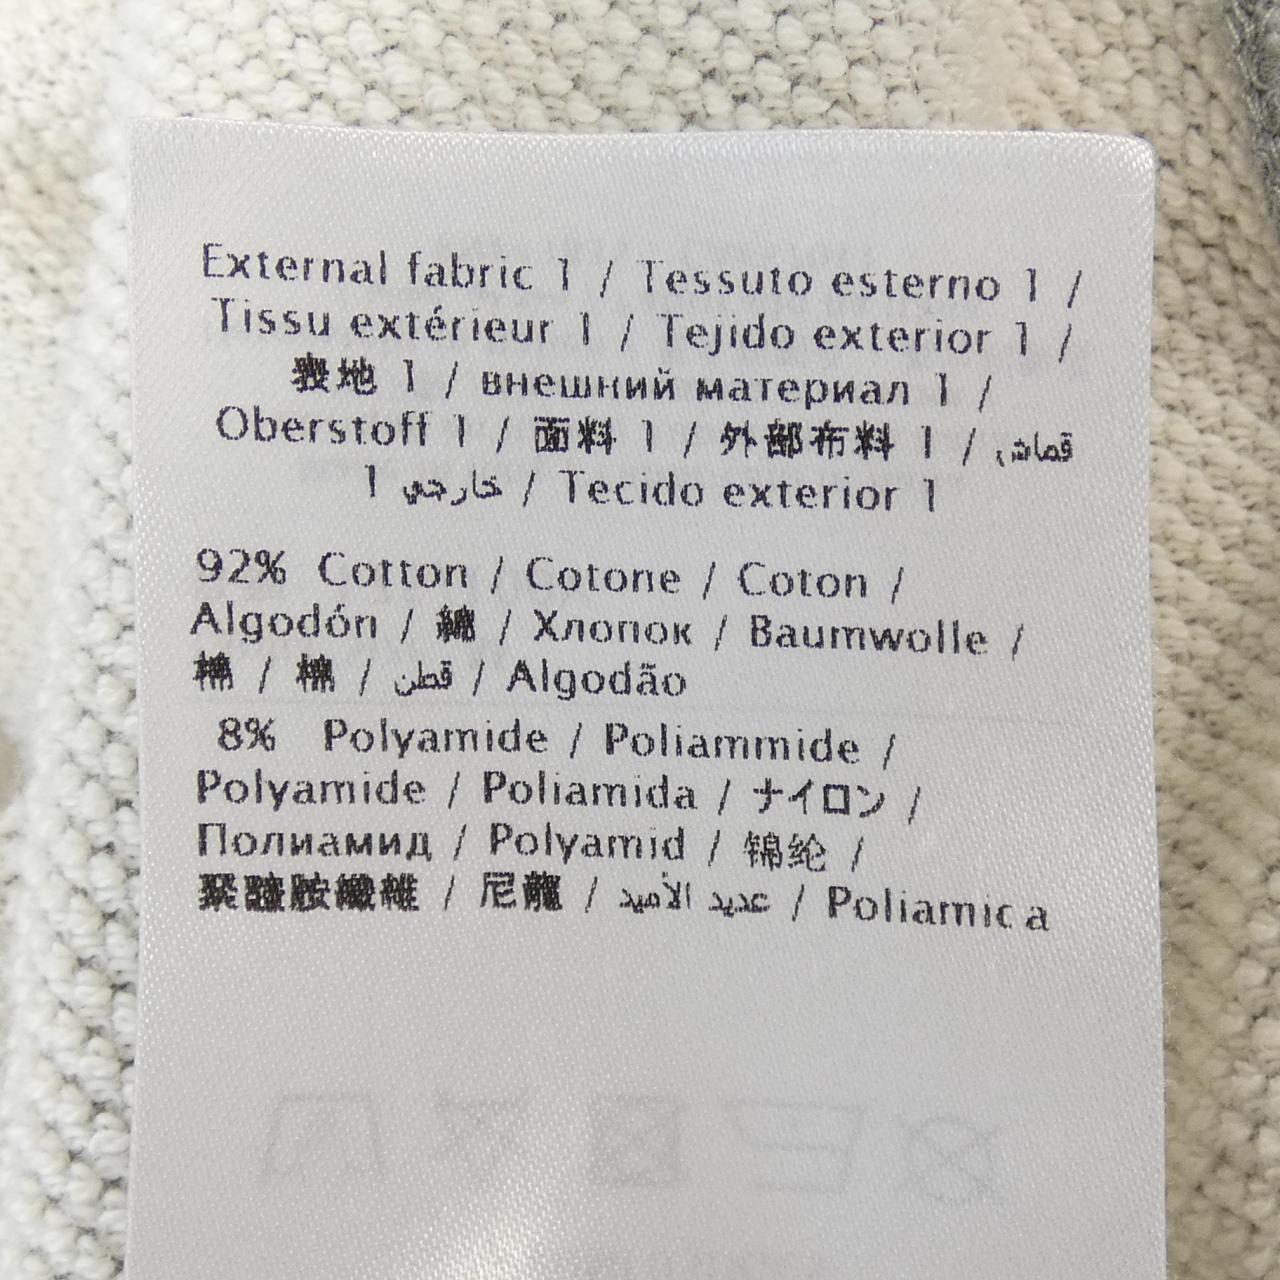 External fabric 1 / Tessuto esterno 1 /
Tissu extérieur 1 / Tejido exterior 1 /
表地 1 / внешний материал 1 /
Oberstoff 1 / 面料 1 / 外部布料 1 / قماش
خارجي 1 / Tecido exterior 1
92% Cotton / Cotone / Coton /
Algodón / 綿 / Хлопок / Baumwolle /
棉 / 棉 / قطن / Algodão
8% Polyamide / Poliammide /
Polyamide / Poliamida / ナイロン /
Полиамид / Polyamid / 锦纶 /
聚醯胺纖維 / 尼龍 / عديد الأميد / Poliamica